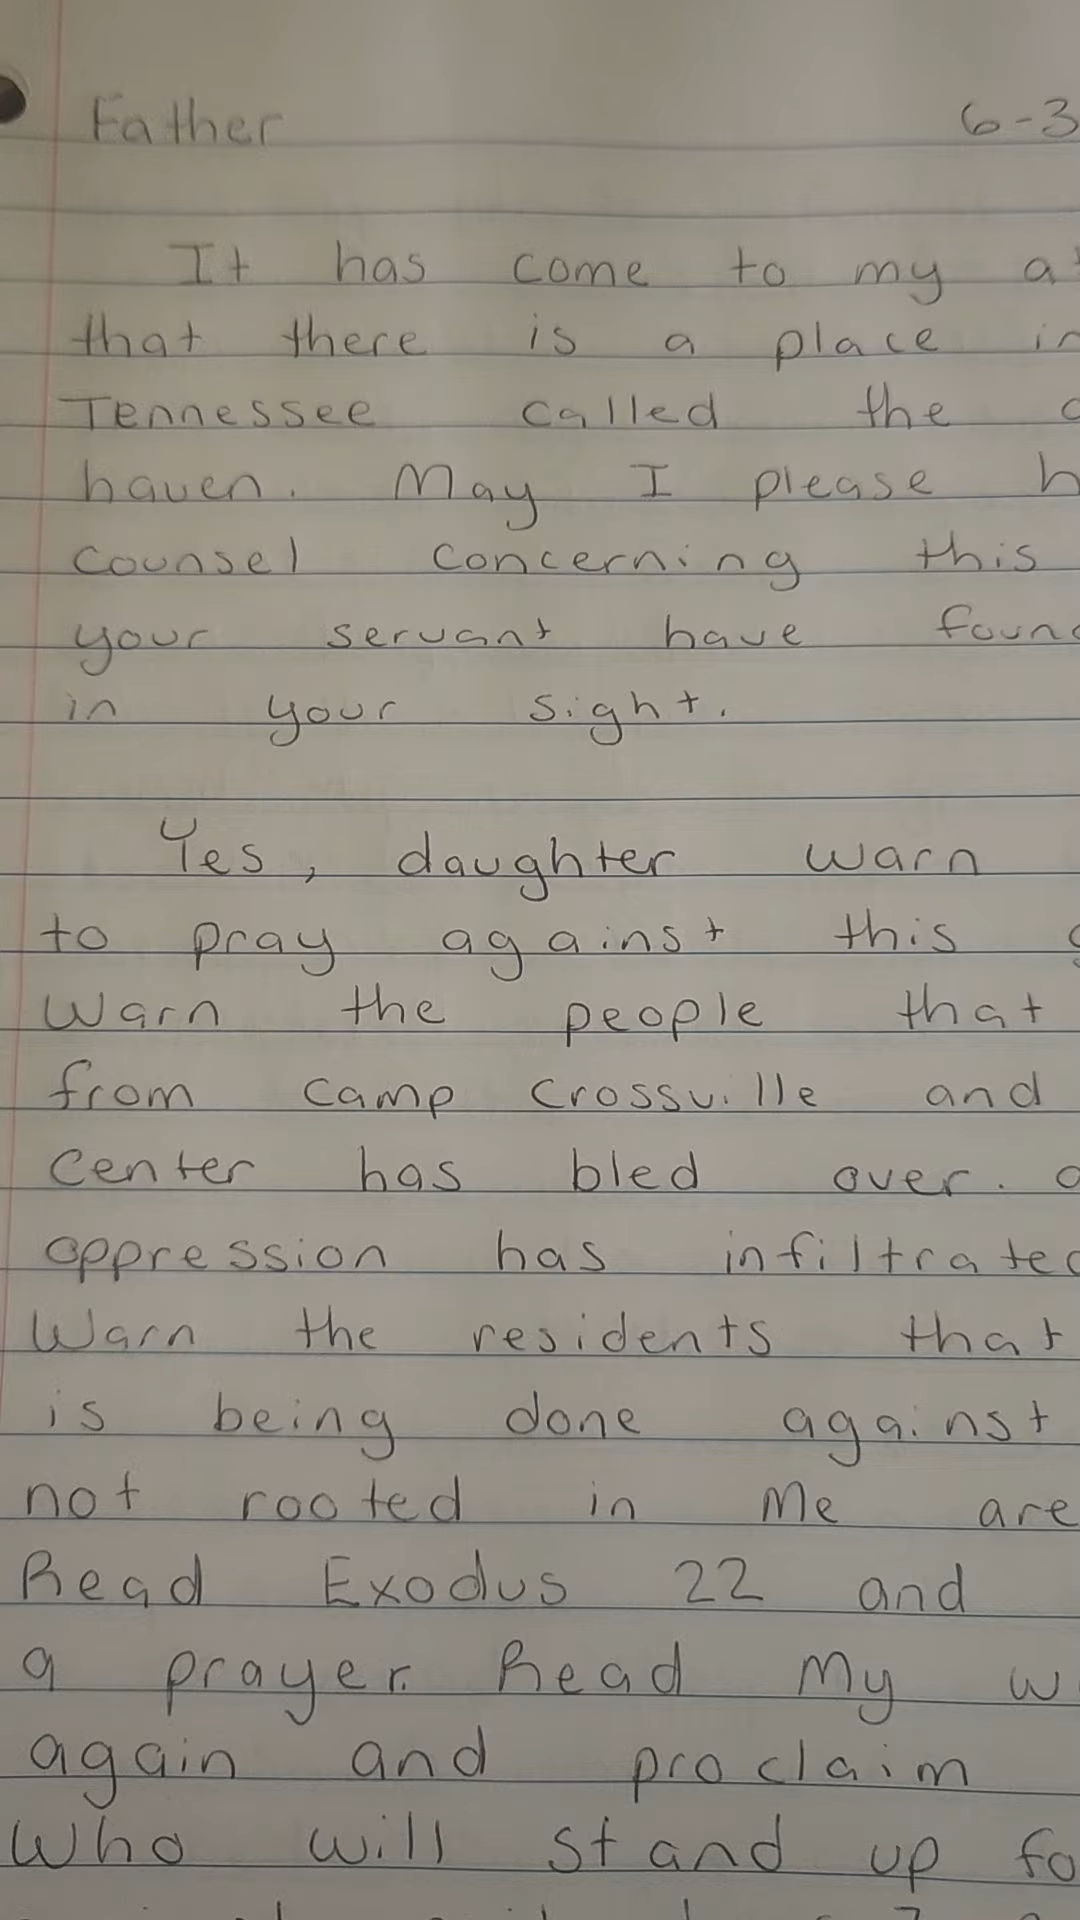 Father 6-3
It has come to my
that there is a place
Tennessee called the
haven. May I please
counsel concerning this
your servant have
in your sight.
Yes, daughter warn
to pray against this
Warn the people that
from camp crossville and
center has bled over.
oppression has infiltrated
Warn the residents that
is being done against
not rooted in Me are
Read Exodus 22 and
a prayer. Read My
again and proclaim
Who will stand up